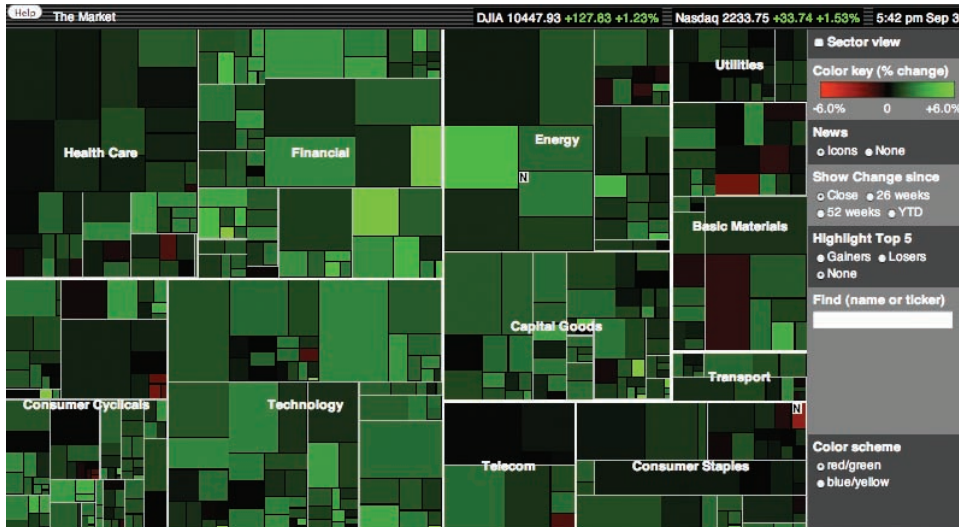 Help
The Market
DJIA 10447.93 +127.83 +1.23%
Nasdaq 2233.75 +33.74 +1.53%
5:42 pm Sep 3
Health Care
Financial
Energy
N
Utilities
Basic Materials
Capital Goods
Transport
Consumer Cyclicals
Technology
Telecom
Consumer Staples
N
Sector view
Color key (% change)
-6.0% 0 +6.0%
News
Icons None
Show Change since
Close 26 weeks
52 weeks YTD
Highlight Top 5
Gainers Losers
None
Find (name or ticker)
Color scheme
red/green
blue/yellow